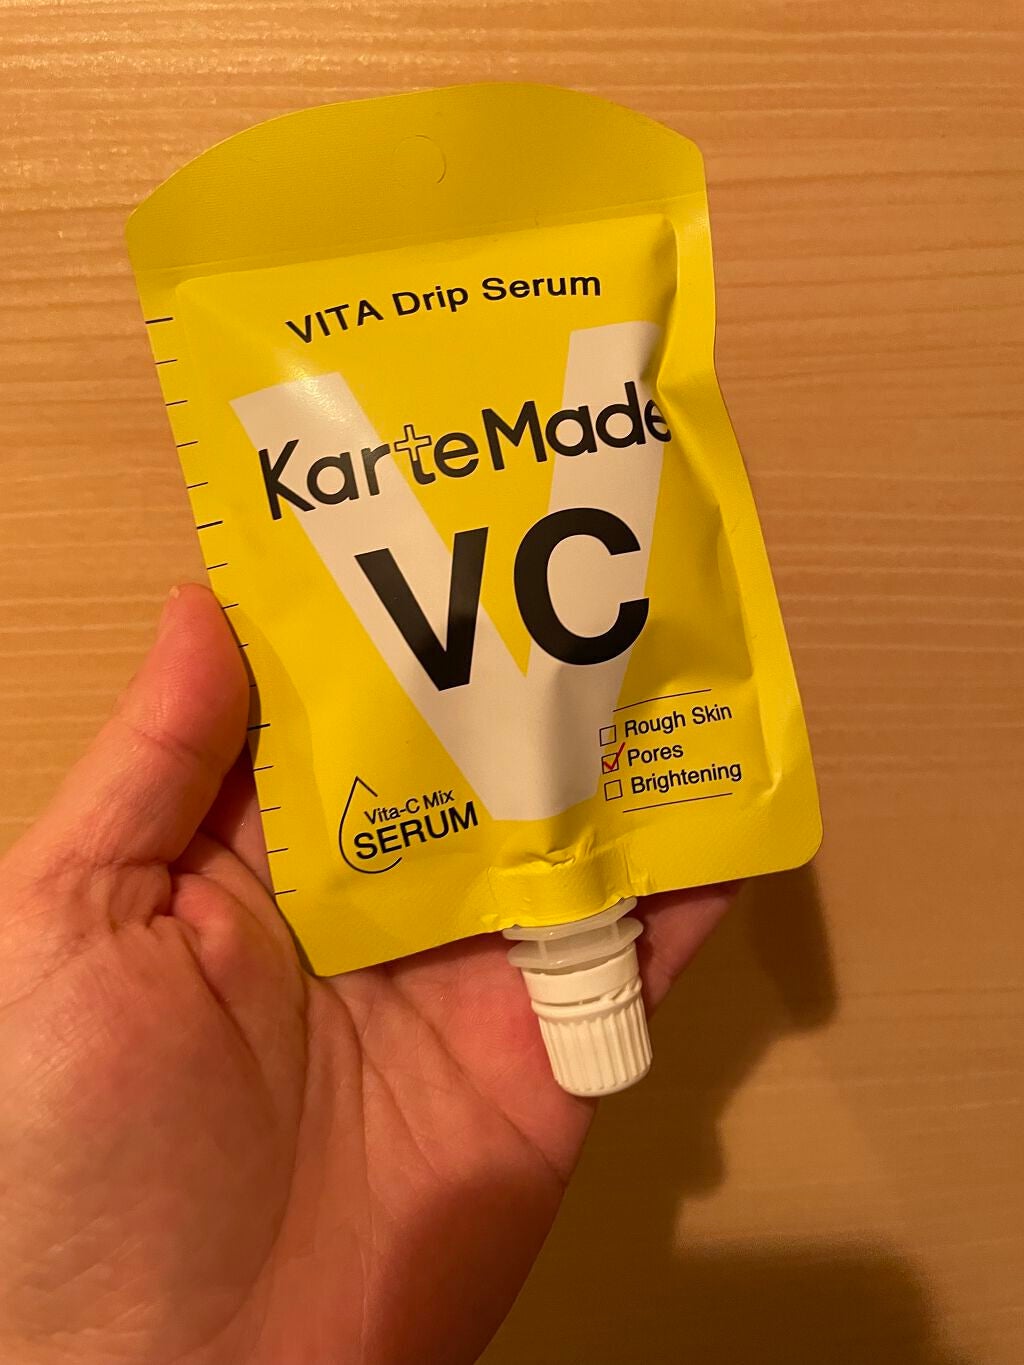 VITA Drip Serum
KarteMade
VC
Rough Skin
Pores
Brightening
Vita-C Mix
SERUM